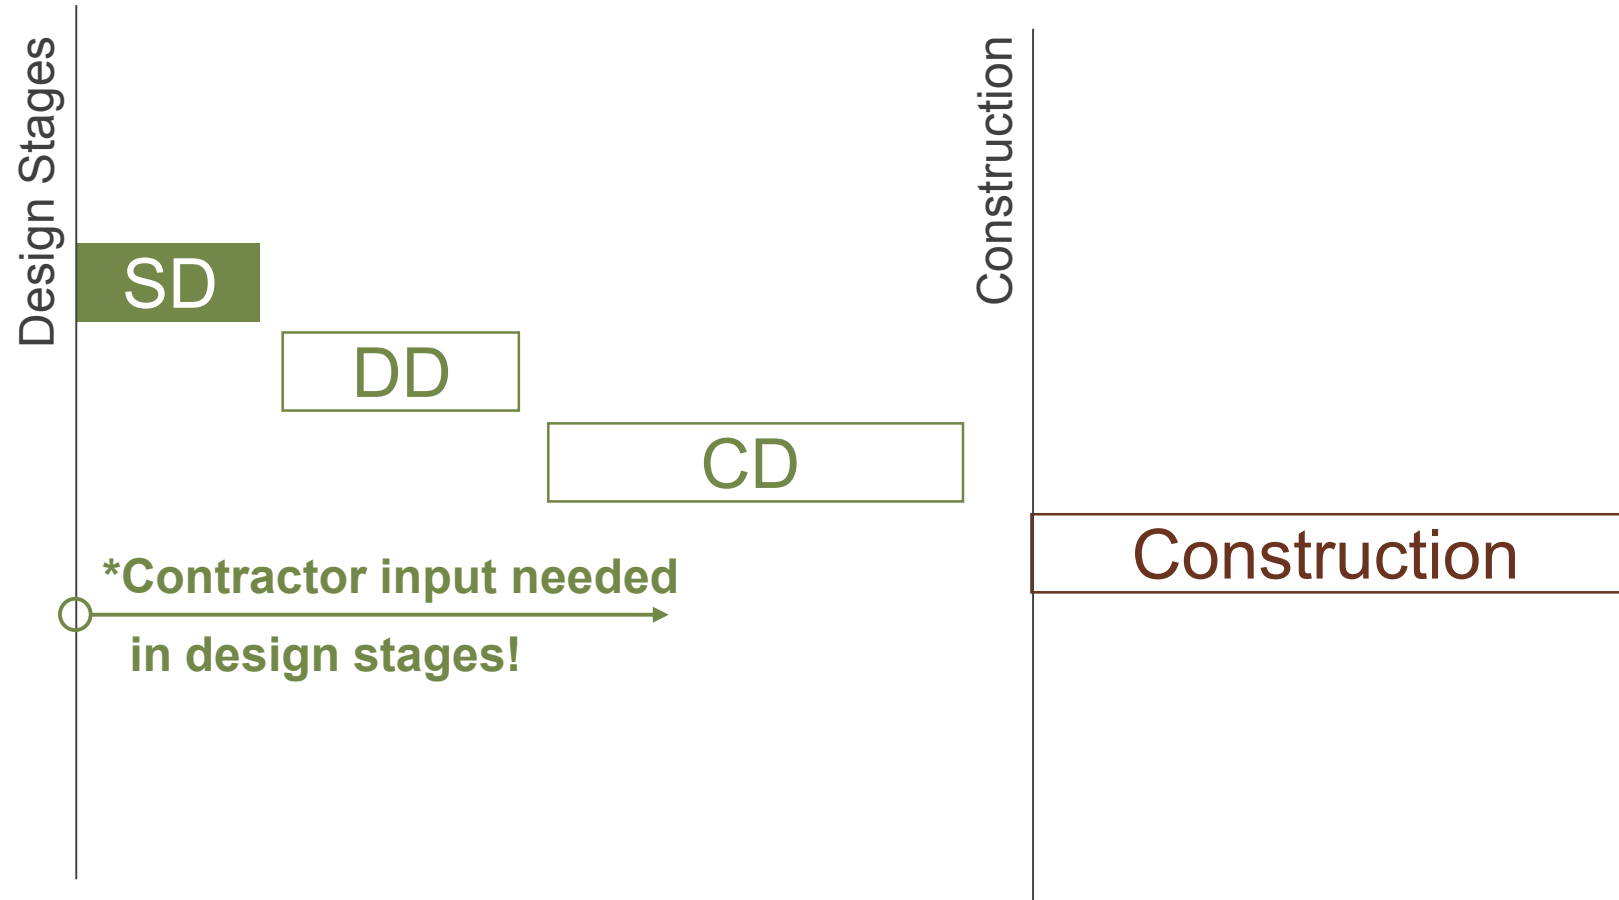 Design Stages
Construction
SD
DD
CD
Construction
*Contractor input needed
in design stages!